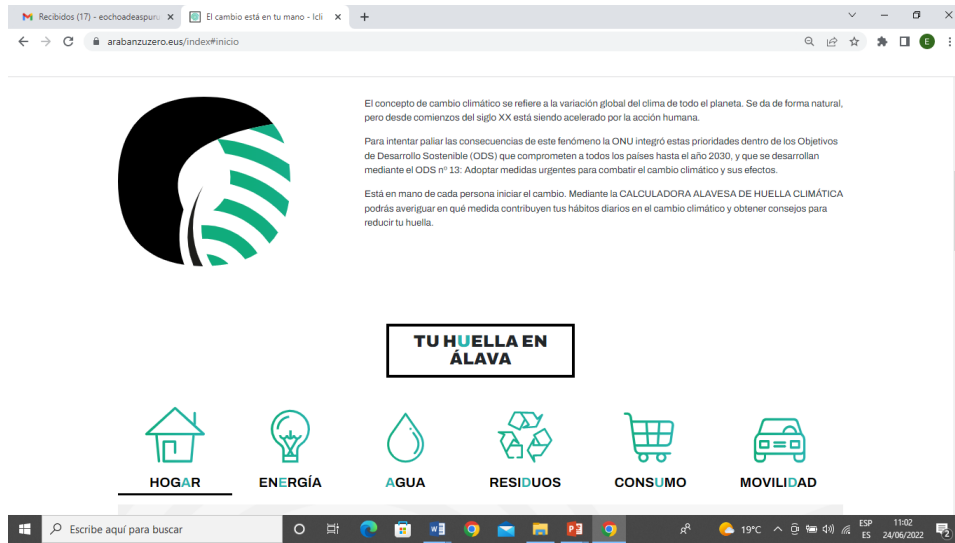 Recibidos (17) - eochoadeaspuru
El cambio está en tu mano - Icli
arabanzuzero.eus/index#inicio
E
El concepto de cambio climático se refiere a la variación global del clima de todo el planeta. Se da de forma natural,
pero desde comienzos del siglo XX está siendo acelerado por la acción humana.
Para intentar paliar las consecuencias de este fenómeno la ONU integró estas prioridades dentro de los Objetivos
de Desarrollo Sostenible (ODS) que comprometen a todos los países hasta el año 2030, y que se desarrollan
mediante el ODS nº 13: Adoptar medidas urgentes para combatir el cambio climático y sus efectos.
Está en mano de cada persona iniciar el cambio. Mediante la CALCULADORA ALAVESA DE HUELLA CLIMÁTICA
podrás averiguar en qué medida contribuyen tus hábitos diarios en el cambio climático y obtener consejos para
reducir tu huella.
TU HUELLA EN
ÁLAVA
HOGAR ENERGÍA AGUA RESIDUOS CONSUMO MOVILIDAD
Escribe aquí para buscar
19°C
ESP
ES
11:02
24/06/2022
2